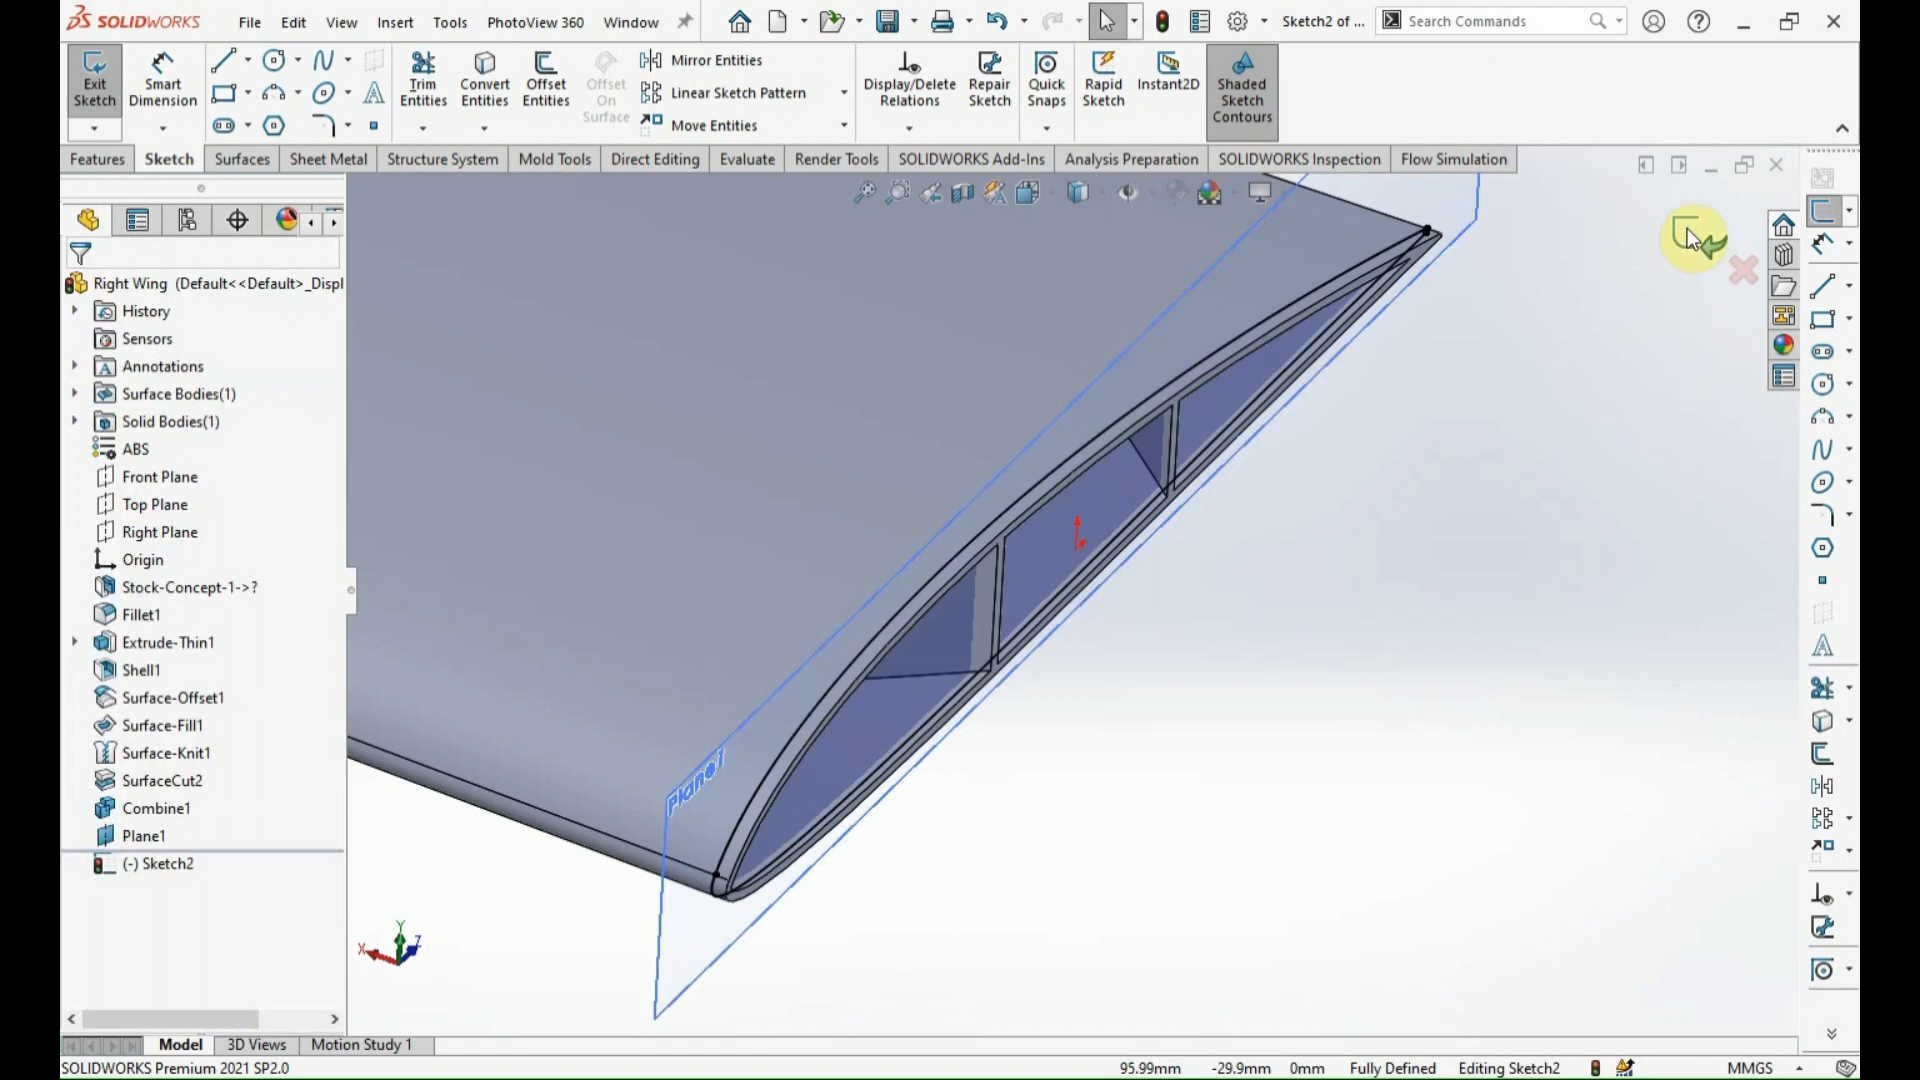 SOLIDWORKS File Edit View Insert Tools PhotoView 360 Window Sketch2 of ... Search Commands
Exit Sketch
Smart Dimension
Trim Entities
Convert Entities
Offset Entities
Offset On Surface
Mirror Entities
Linear Sketch Pattern
Move Entities
Display/Delete Relations
Repair Sketch
Quick Snaps
Rapid Sketch
Instant2D
Shaded Sketch Contours
Features Sketch Surfaces Sheet Metal Structure System Mold Tools Direct Editing Evaluate Render Tools SOLIDWORKS Add-Ins Analysis Preparation SOLIDWORKS Inspection Flow Simulation
Right Wing (Default<<Default>_Displ
History
Sensors
Annotations
Surface Bodies(1)
Solid Bodies(1)
ABS
Front Plane
Top Plane
Right Plane
Origin
Stock-Concept-1->?
Fillet1
Extrude-Thin1
Shell1
Surface-Offset1
Surface-Fill1
Surface-Knit1
SurfaceCut2
Combine1
Plane1
(-) Sketch2
Plane1
X Y Z
Model 3D Views Motion Study 1
SOLIDWORKS Premium 2021 SP2.0 95.99mm -29.9mm 0mm Fully Defined Editing Sketch2 MMGS